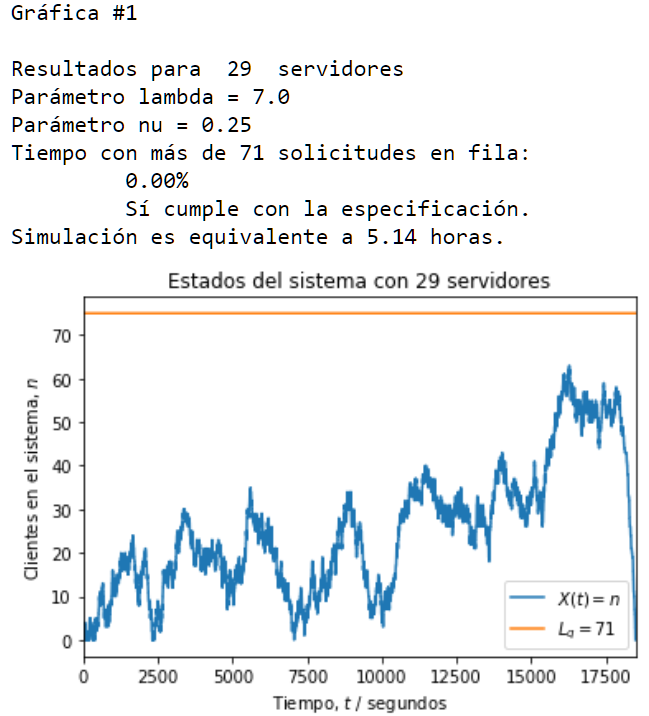 Gráfica #1
Resultados para  29  servidores
Parámetro lambda = 7.0
Parámetro nu = 0.25
Tiempo con más de 71 solicitudes en fila:
0.00%
Sí cumple con la especificación.
Simulación es equivalente a 5.14 horas.
Estados del sistema con 29 servidores
Clientes en el sistema, n
70
60
50
40
30
20
10
0
X(t) = n
L_q = 71
0 2500 5000 7500 10000 12500 15000 17500
Tiempo, t / segundos